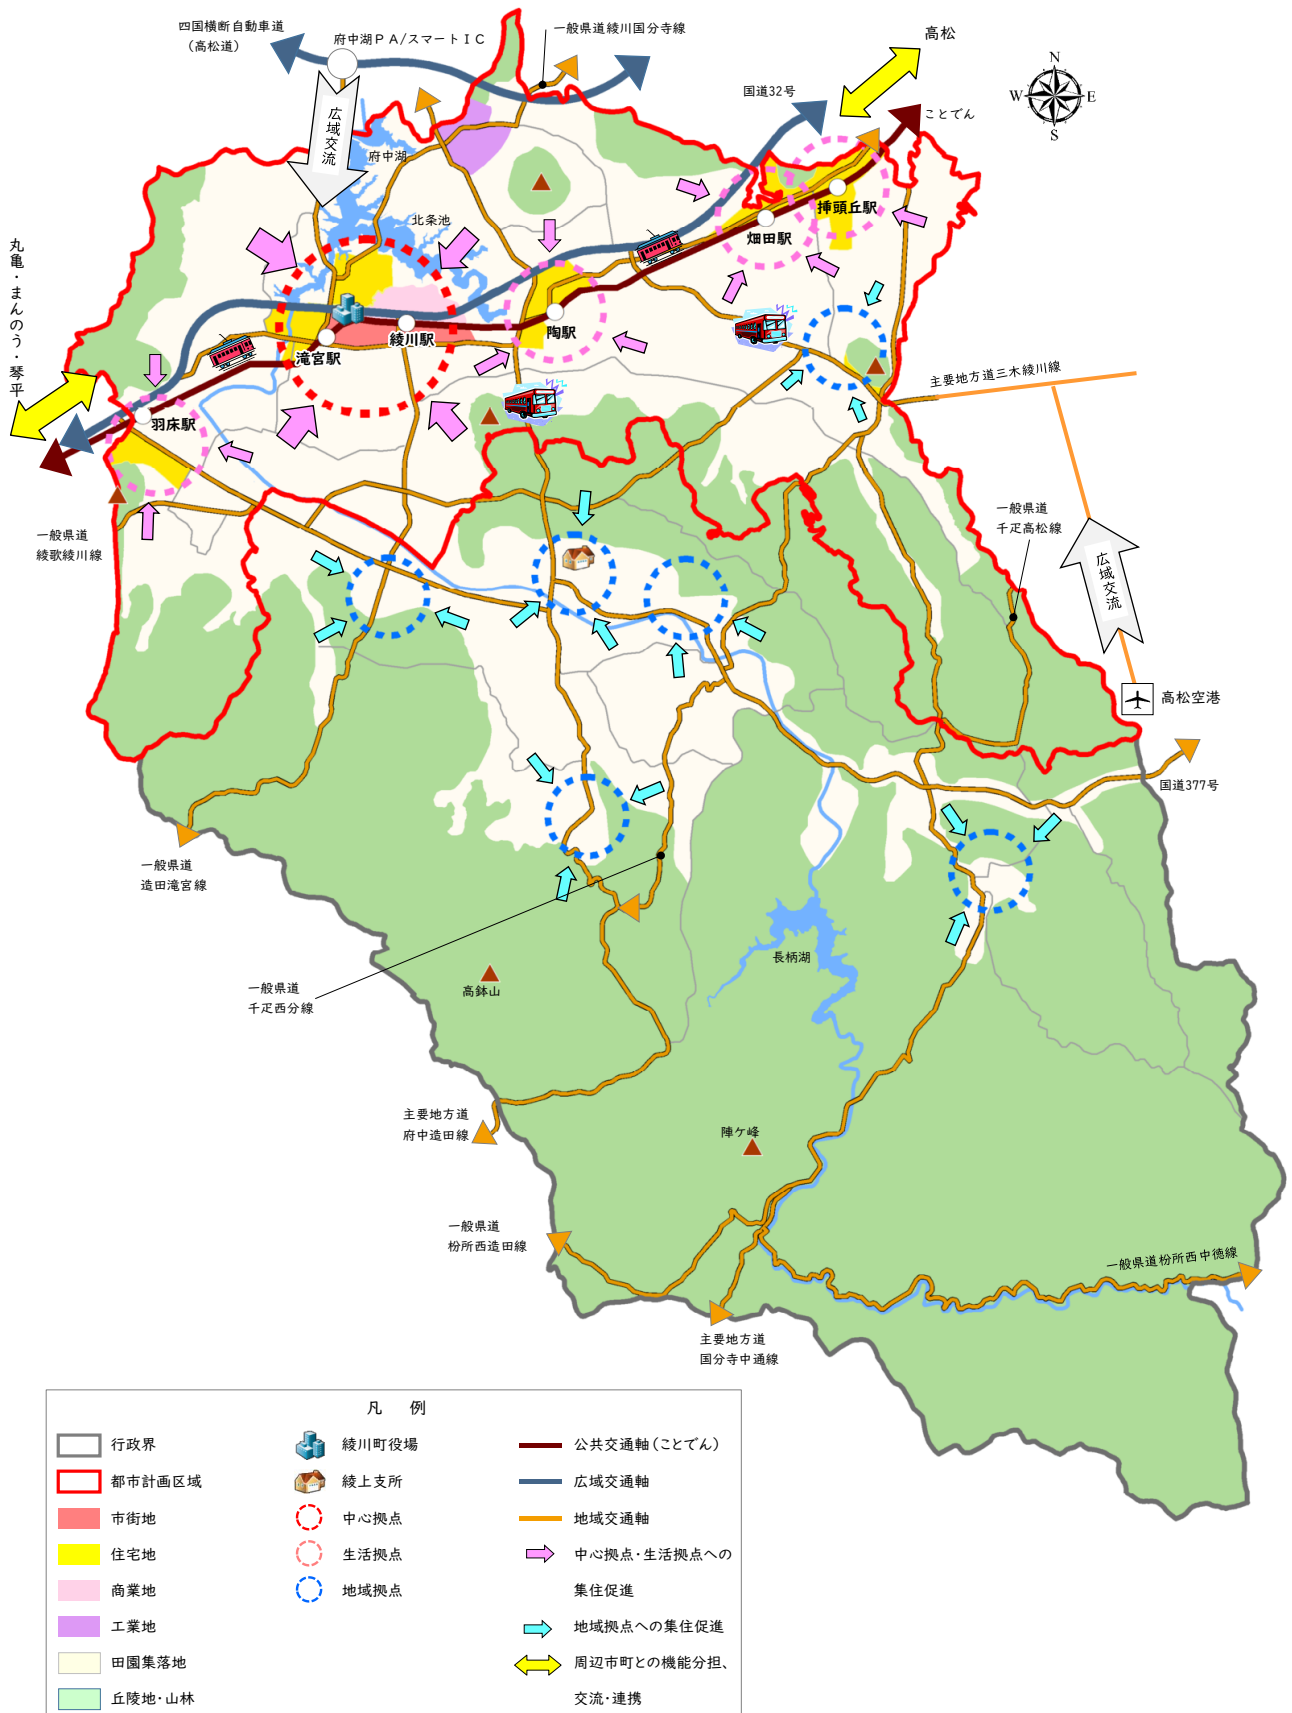 四国横断自動車道
（高松道）
府中湖ＰＡ/スマートＩＣ
一般県道綾川国分寺線
高松
国道32号
ことでん
N
W
E
S
広域交流
府中湖
北条池
挿頭丘駅
畑田駅
陶駅
綾川駅
滝宮駅
羽床駅
丸亀・まんのう・琴平
主要地方道三木綾川線
一般県道
綾歌綾川線
一般県道
千疋高松線
広域交流
高松空港
国道377号
一般県道
造田滝宮線
一般県道
千疋西分線
高鉢山
長柄湖
主要地方道
府中造田線
陣ケ峰
一般県道
枌所西造田線
一般県道枌所西中徳線
主要地方道
国分寺中通線
凡　例
行政界
都市計画区域
市街地
住宅地
商業地
工業地
田園集落地
丘陵地・山林
綾川町役場
綾上支所
中心拠点
生活拠点
地域拠点
公共交通軸（ことでん）
広域交通軸
地域交通軸
中心拠点・生活拠点への
集住促進
地域拠点への集住促進
周辺市町との機能分担、
交流・連携